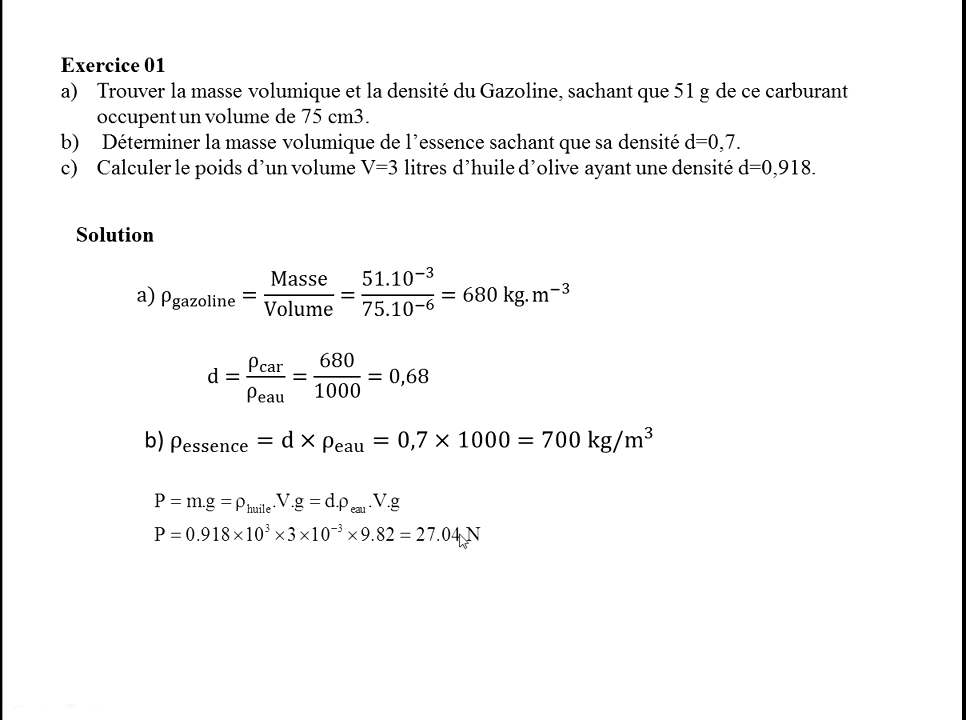 Exercice 01
a) Trouver la masse volumique et la densité du Gazoline, sachant que 51 g de ce carburant
occupent un volume de 75 cm3.
b) Déterminer la masse volumique de l’essence sachant que sa densité d=0,7.
c) Calculer le poids d’un volume V=3 litres d’huile d’olive ayant une densité d=0,918.
Solution
a) ρgazoline = Masse/Volume = 51.10⁻³/75.10⁻⁶ = 680 kg.m⁻³
d = ρcar/ρeau = 680/1000 = 0,68
b) ρessence = d × ρeau = 0,7 × 1000 = 700 kg/m³
P = m.g = ρhuile.V.g = d.ρeau.V.g
P = 0.918×10³ ×3×10⁻³ ×9.82 = 27.04 N